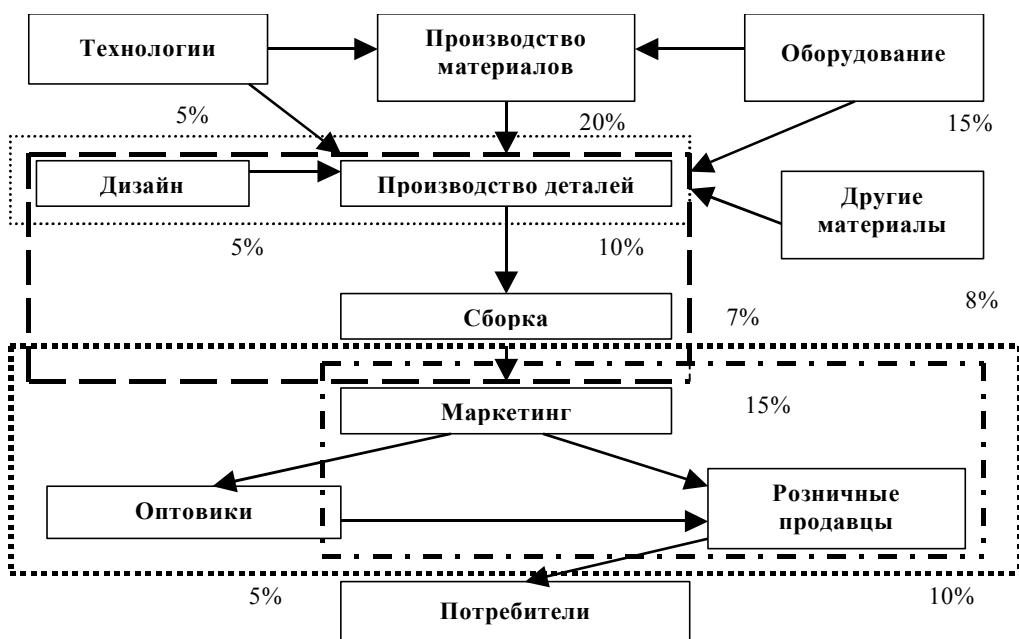 Технологии
Производство
материалов
Оборудование
5%
20%
15%
Дизайн
Производство деталей
Другие
материалы
5%
10%
8%
Сборка
7%
Маркетинг
15%
Оптовики
Розничные
продавцы
5%
10%
Потребители